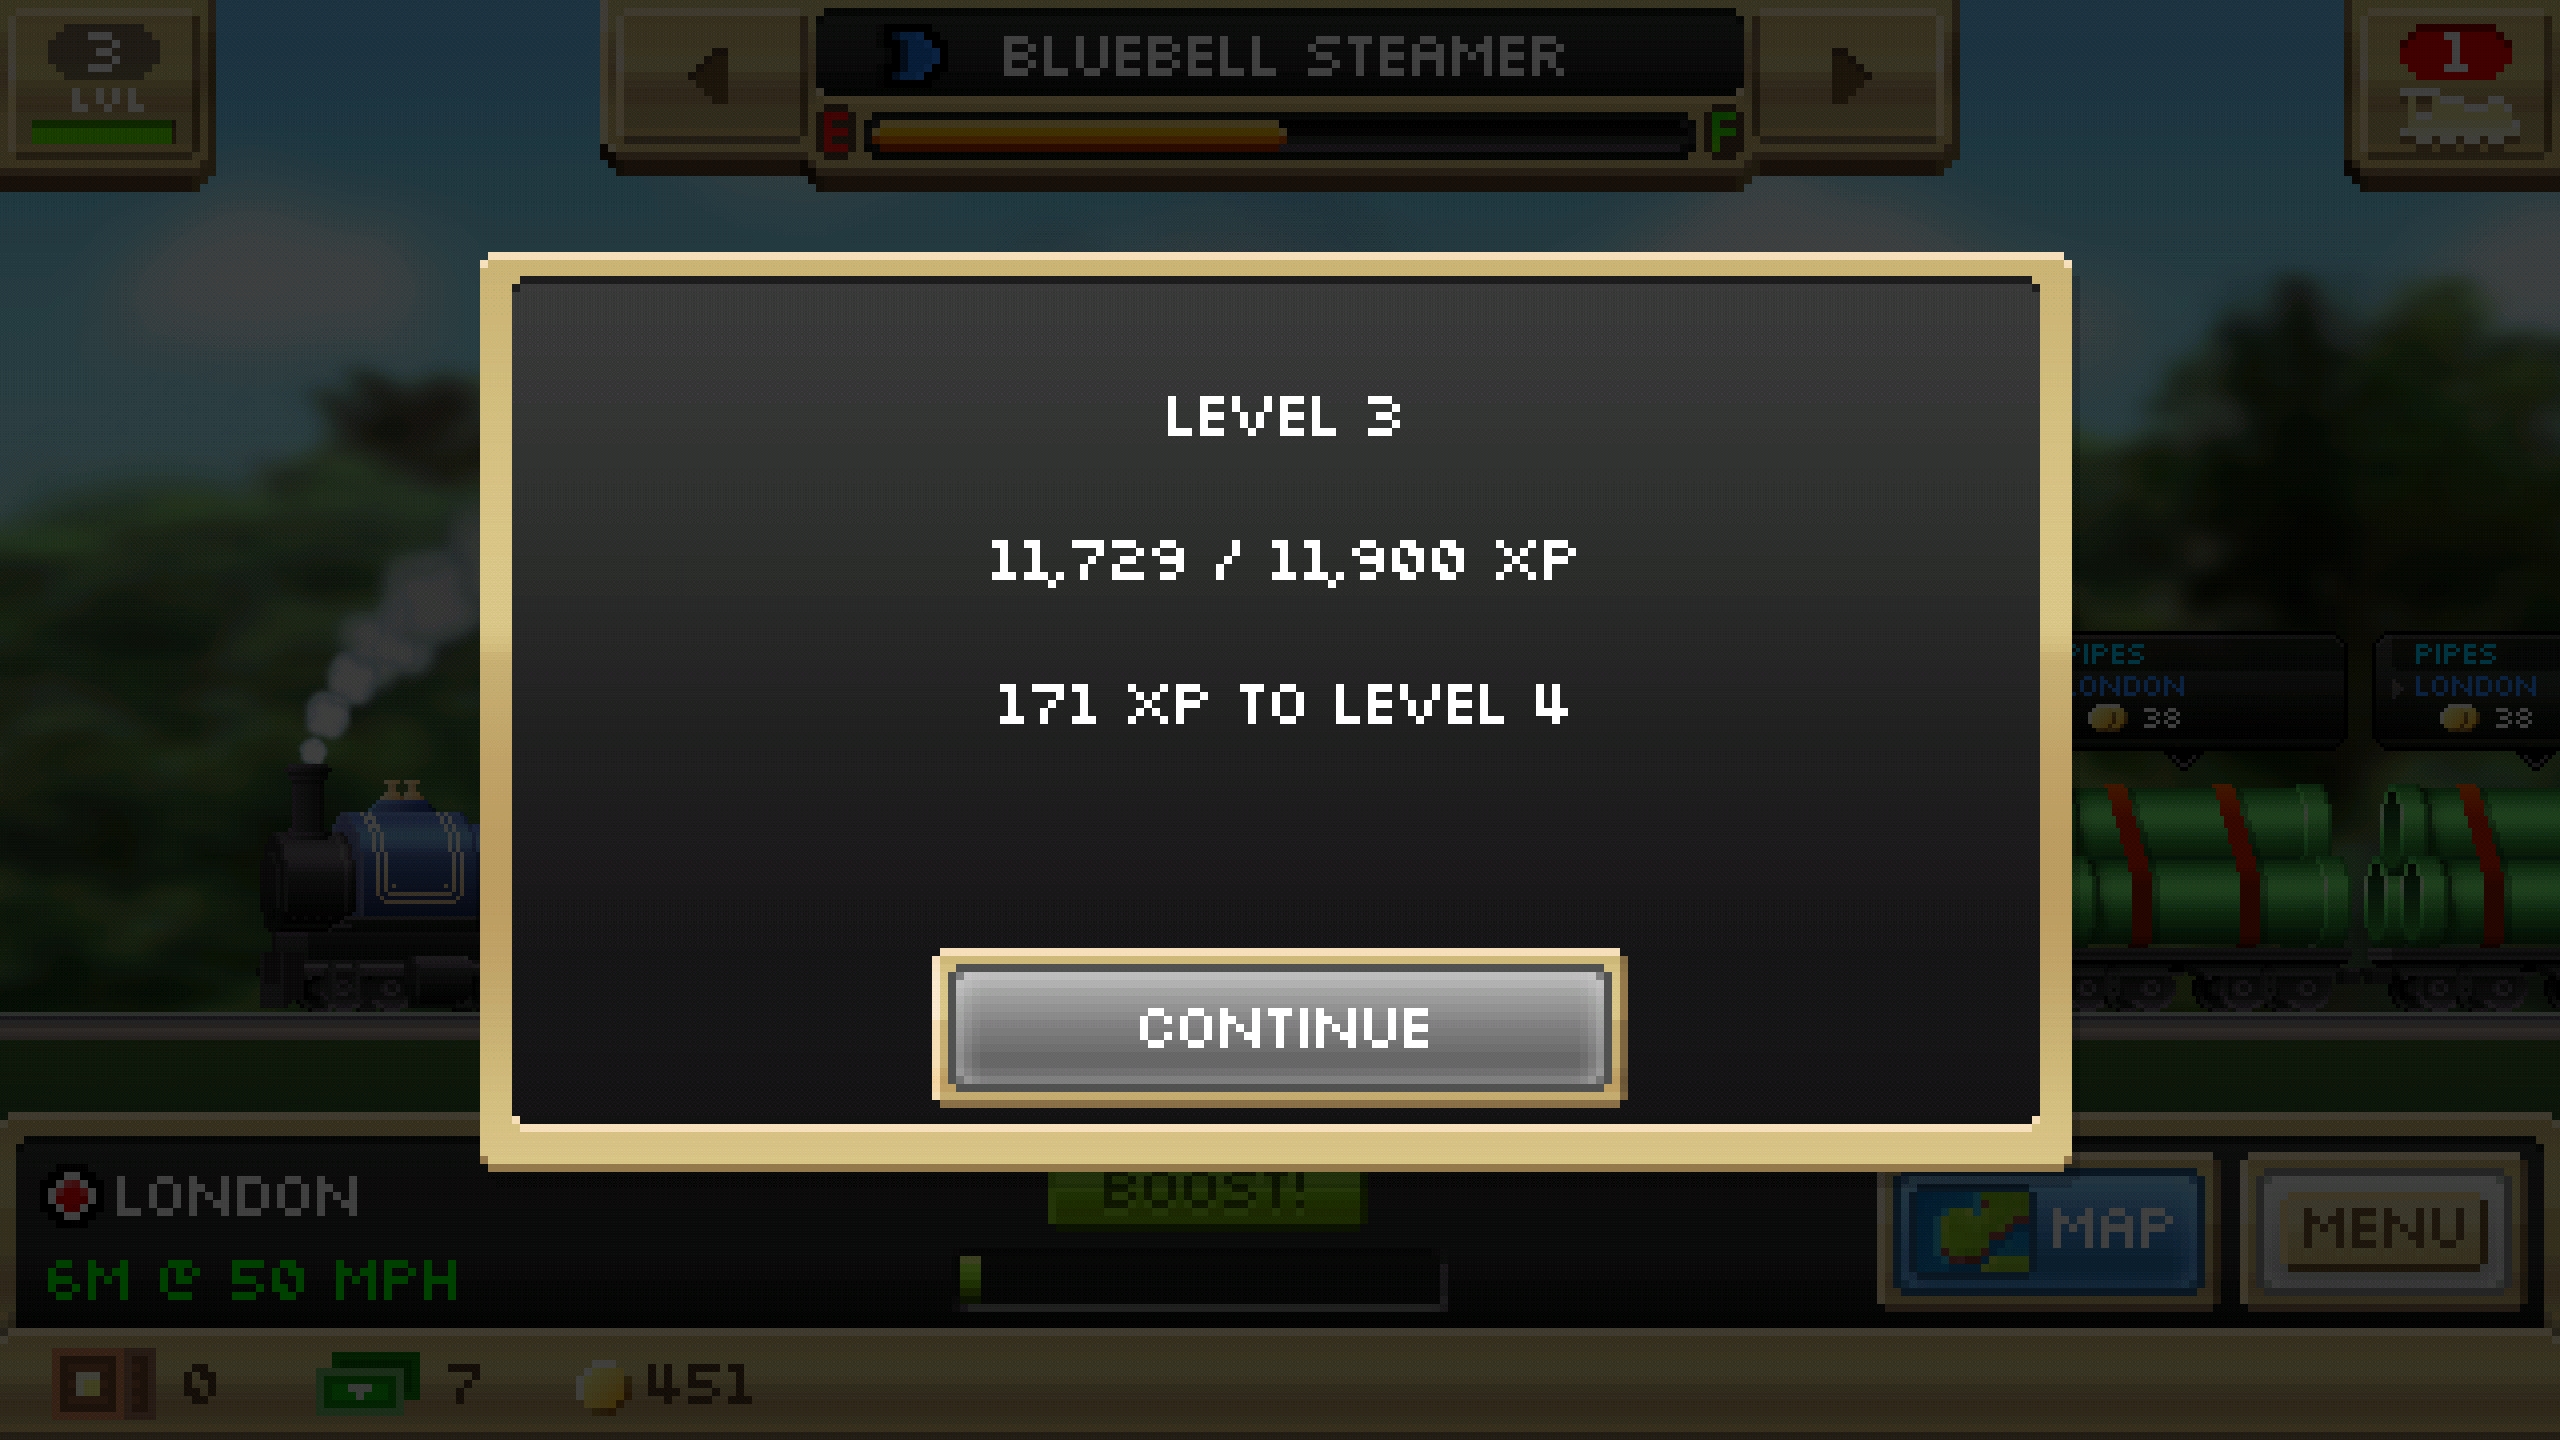 3
LVL
BLUEBELL STEAMER
E
F
1
LEVEL 3
11,729 / 11,900 XP
171 XP TO LEVEL 4
CONTINUE
PIPES
LONDON
38
PIPES
LONDON
38
LONDON
6M @ 50 MPH
BOOST!
MAP
MENU
0
7
451